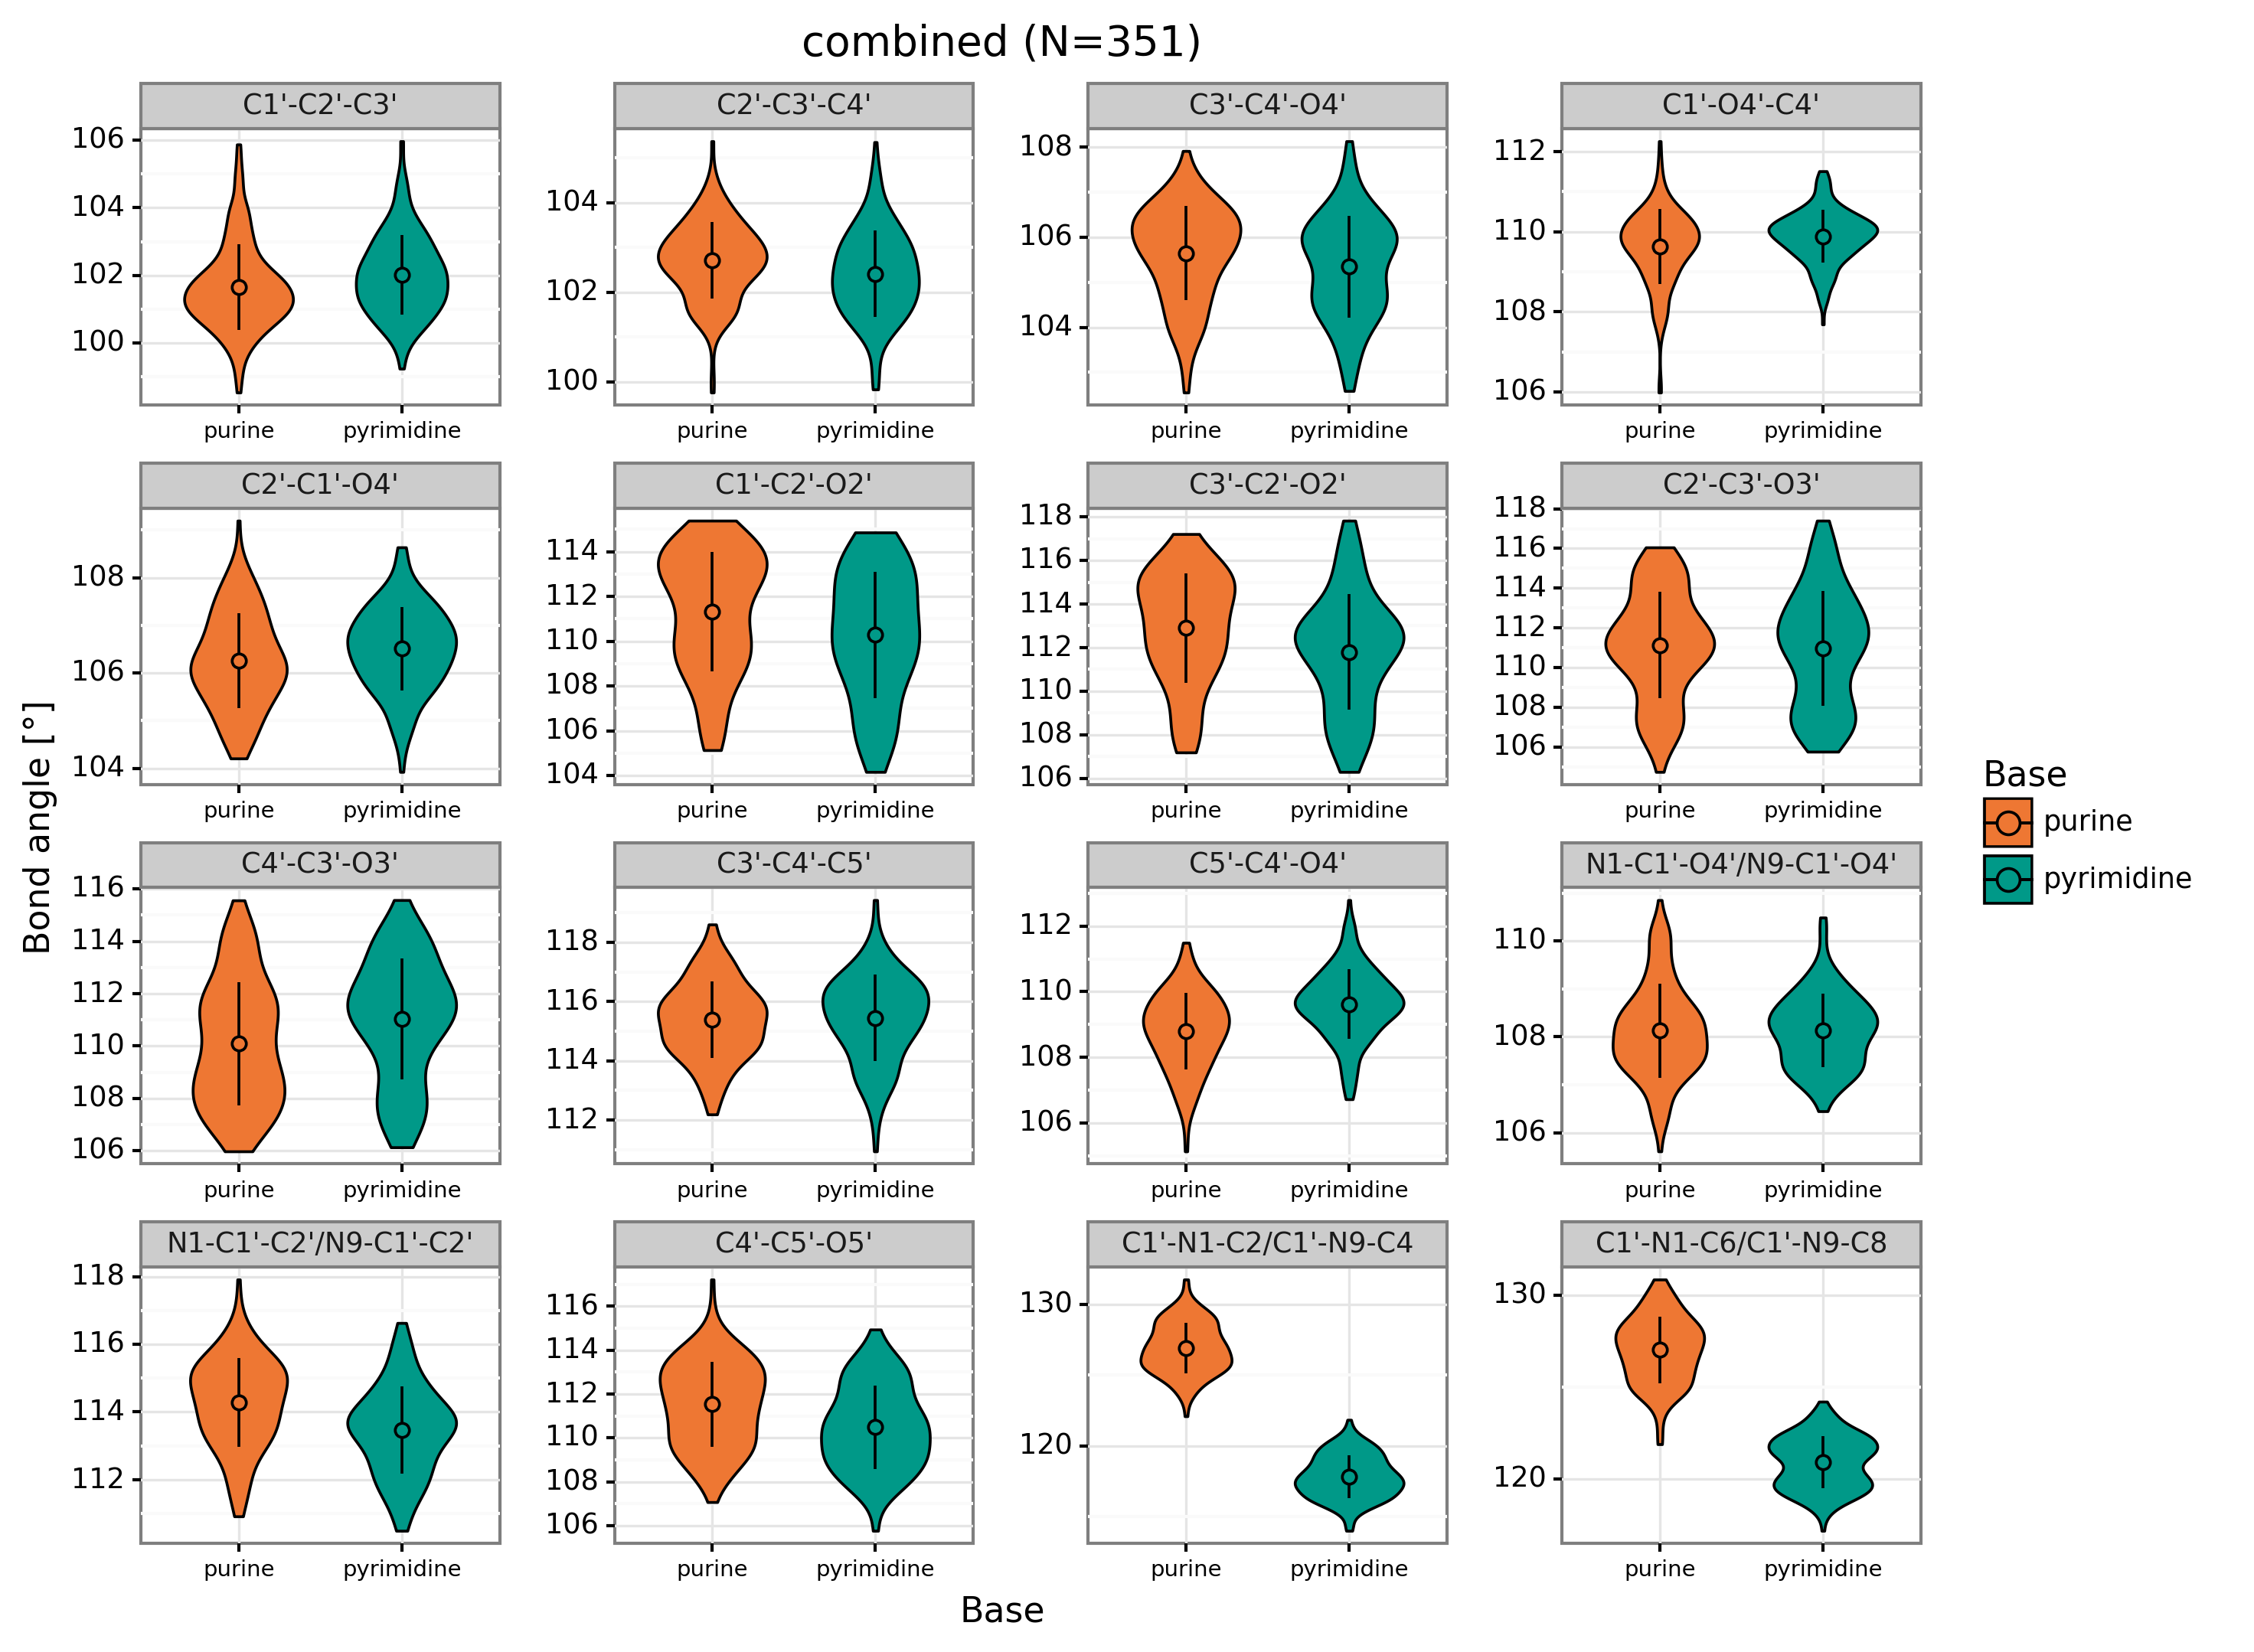 combined (N=351)
C1'-C2'-C3'
C2'-C3'-C4'
C3'-C4'-O4'
C1'-O4'-C4'
106
104
102
100
104
102
100
108
106
104
112
110
108
106
purine
pyrimidine
purine
pyrimidine
purine
pyrimidine
purine
pyrimidine
C2'-C1'-O4'
C1'-C2'-O2'
C3'-C2'-O2'
C2'-C3'-O3'
108
106
104
114
112
110
108
106
104
118
116
114
112
110
108
106
118
116
114
112
110
108
106
purine
pyrimidine
purine
pyrimidine
purine
pyrimidine
purine
pyrimidine
Bond angle [°]
Base
purine
pyrimidine
C4'-C3'-O3'
C3'-C4'-C5'
C5'-C4'-O4'
N1-C1'-O4'/N9-C1'-O4'
116
114
112
110
108
106
118
116
114
112
112
110
108
106
110
108
106
purine
pyrimidine
purine
pyrimidine
purine
pyrimidine
purine
pyrimidine
N1-C1'-C2'/N9-C1'-C2'
C4'-C5'-O5'
C1'-N1-C2/C1'-N9-C4
C1'-N1-C6/C1'-N9-C8
118
116
114
112
116
114
112
110
108
106
130
120
130
120
purine
pyrimidine
purine
pyrimidine
purine
pyrimidine
purine
pyrimidine
Base